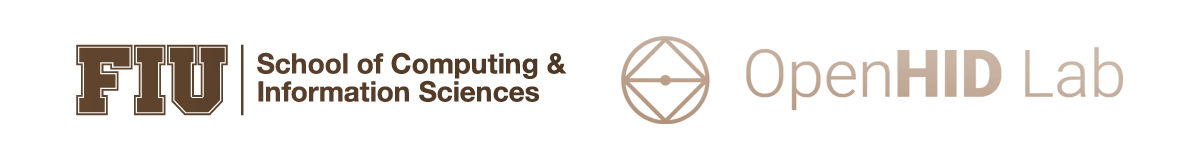 FIU
School of Computing &
Information Sciences
OpenHID Lab